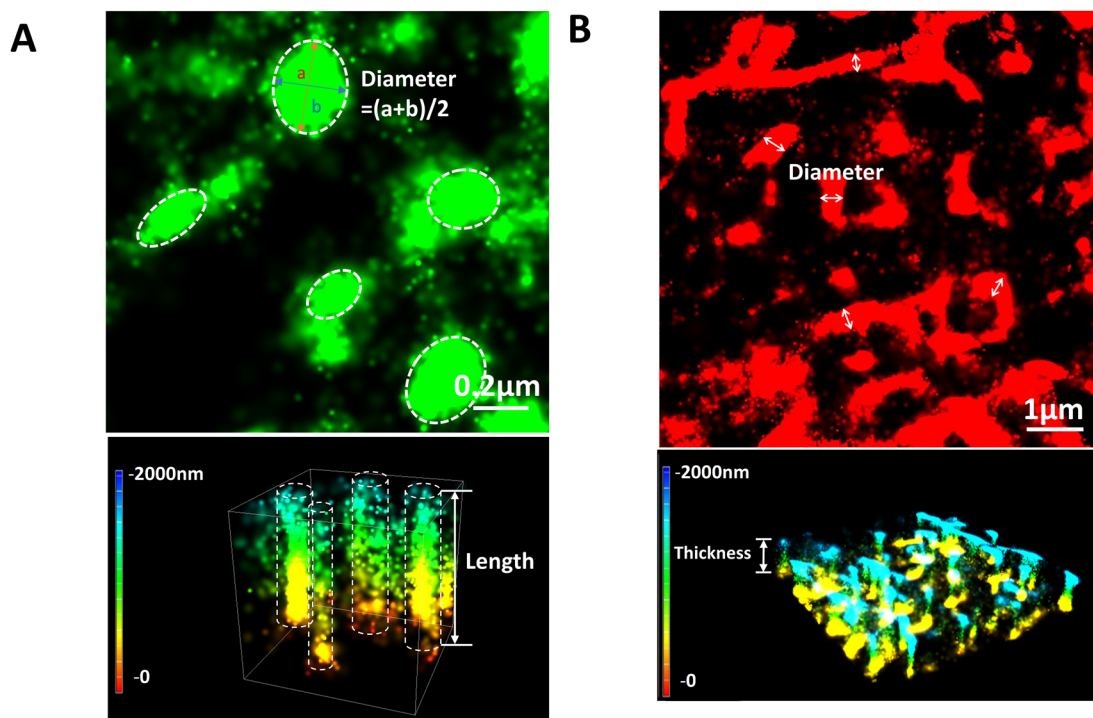 A
a
b
Diameter
=(a+b)/2
0.2μm
-2000nm
Length
-0
B
Diameter
1μm
-2000nm
Thickness
-0